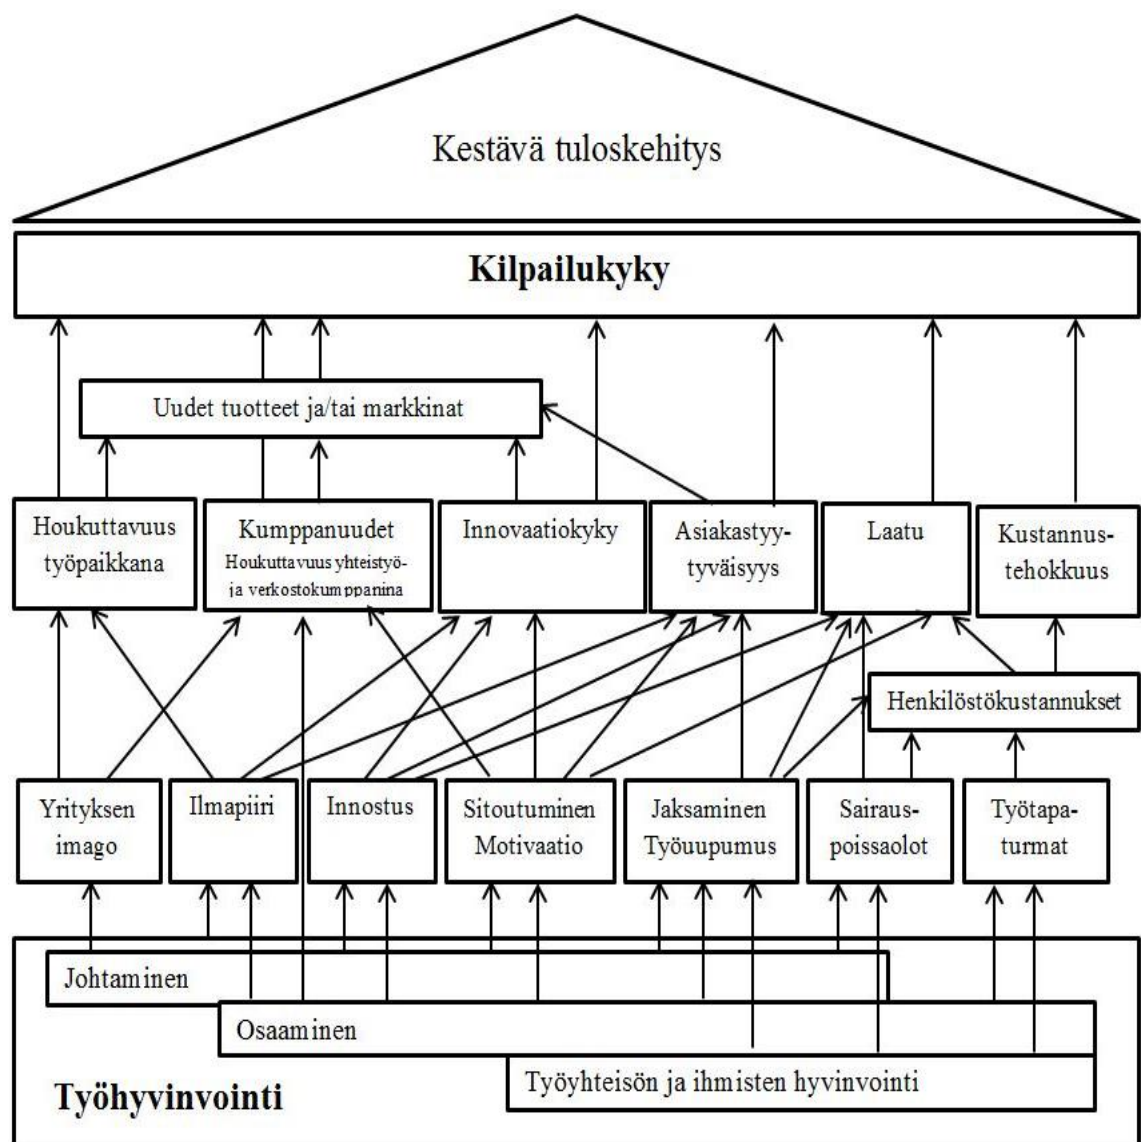 Kestävä tuloskehitys
Kilpailukyky
Uudet tuotteet ja/tai markkinat
Houkuttavuus
työpaikkana
Kumppanuudet
Houkuttavuus yhteistyö-
ja verkostokumppanina
Innovaatiokyky
Asiakastyy-
tyväisyys
Laatu
Kustannus-
tehokkuus
Henkilöstökustannukset
Yrityksen
imago
Ilmapiiri
Innostus
Sitoutuminen
Motivaatio
Jaksaminen
Työuupumus
Sairaus-
poissaolot
Työtapa-
turmat
Johtaminen
Osaaminen
Työyhteisön ja ihmisten hyvinvointi
Työhyvinvointi